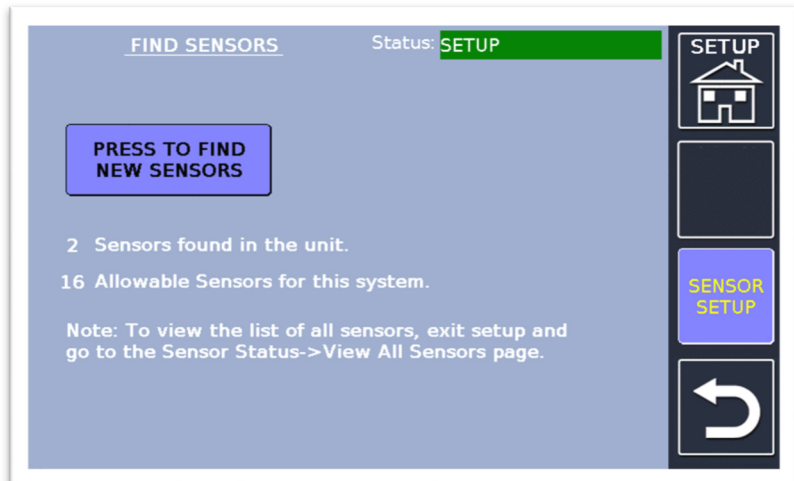 FIND SENSORS
Status: SETUP
SETUP
PRESS TO FIND
NEW SENSORS
2 Sensors found in the unit.
16 Allowable Sensors for this system.
SENSOR
SETUP
Note: To view the list of all sensors, exit setup and
go to the Sensor Status->View All Sensors page.